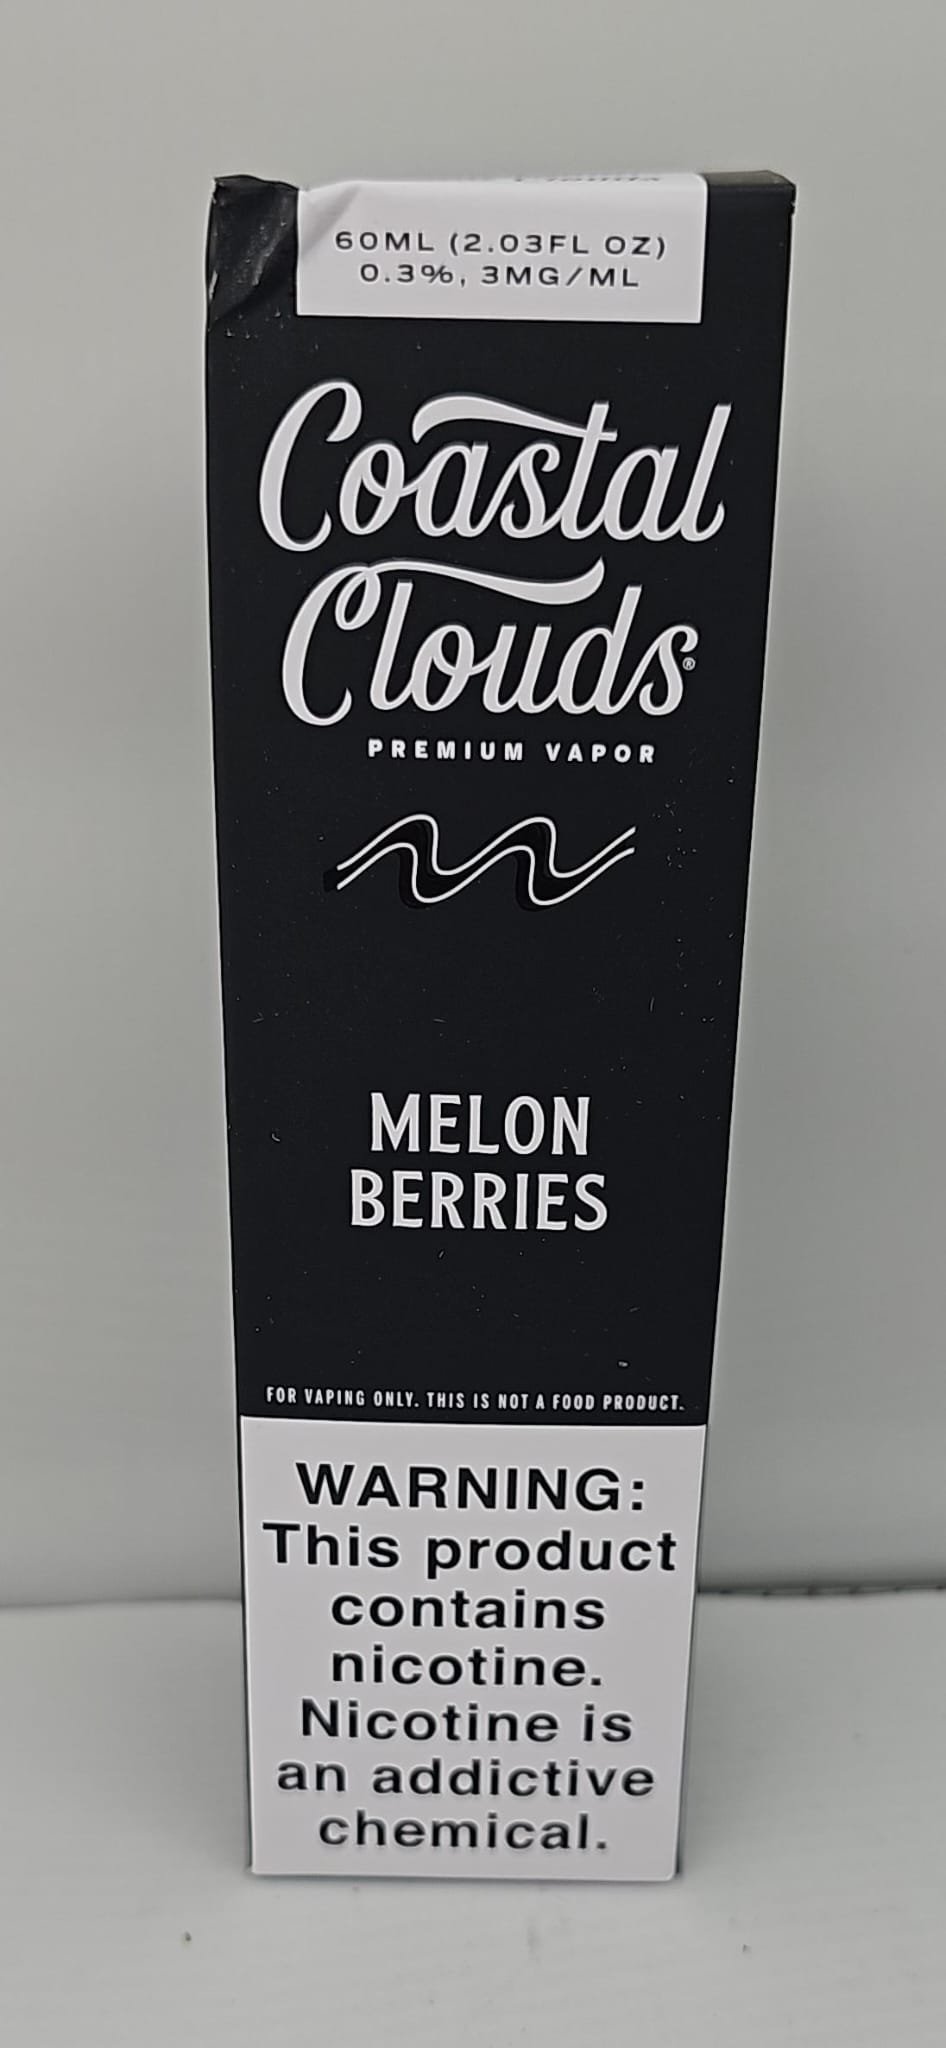 60ML (2.03FL OZ)
0.3%, 3MG/ML
Coastal
Clouds®
PREMIUM VAPOR
MELON
BERRIES
FOR VAPING ONLY. THIS IS NOT A FOOD PRODUCT.
WARNING:
This product
contains
nicotine.
Nicotine is
an addictive
chemical.